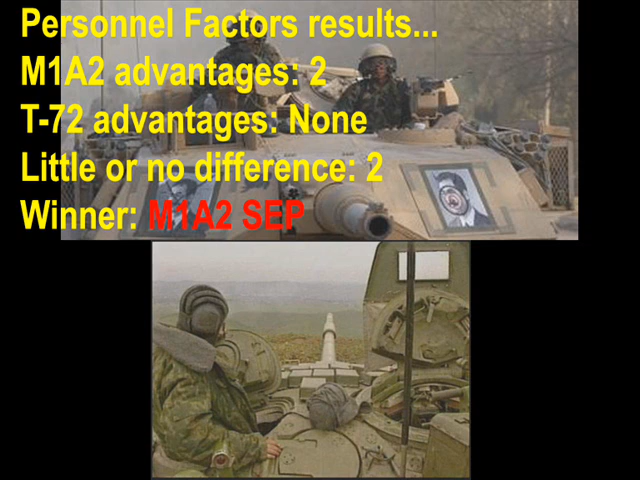 Personnel Factors results...
M1A2 advantages: 2
T-72 advantages: None
Little or no difference: 2
Winner: M1A2 SEP